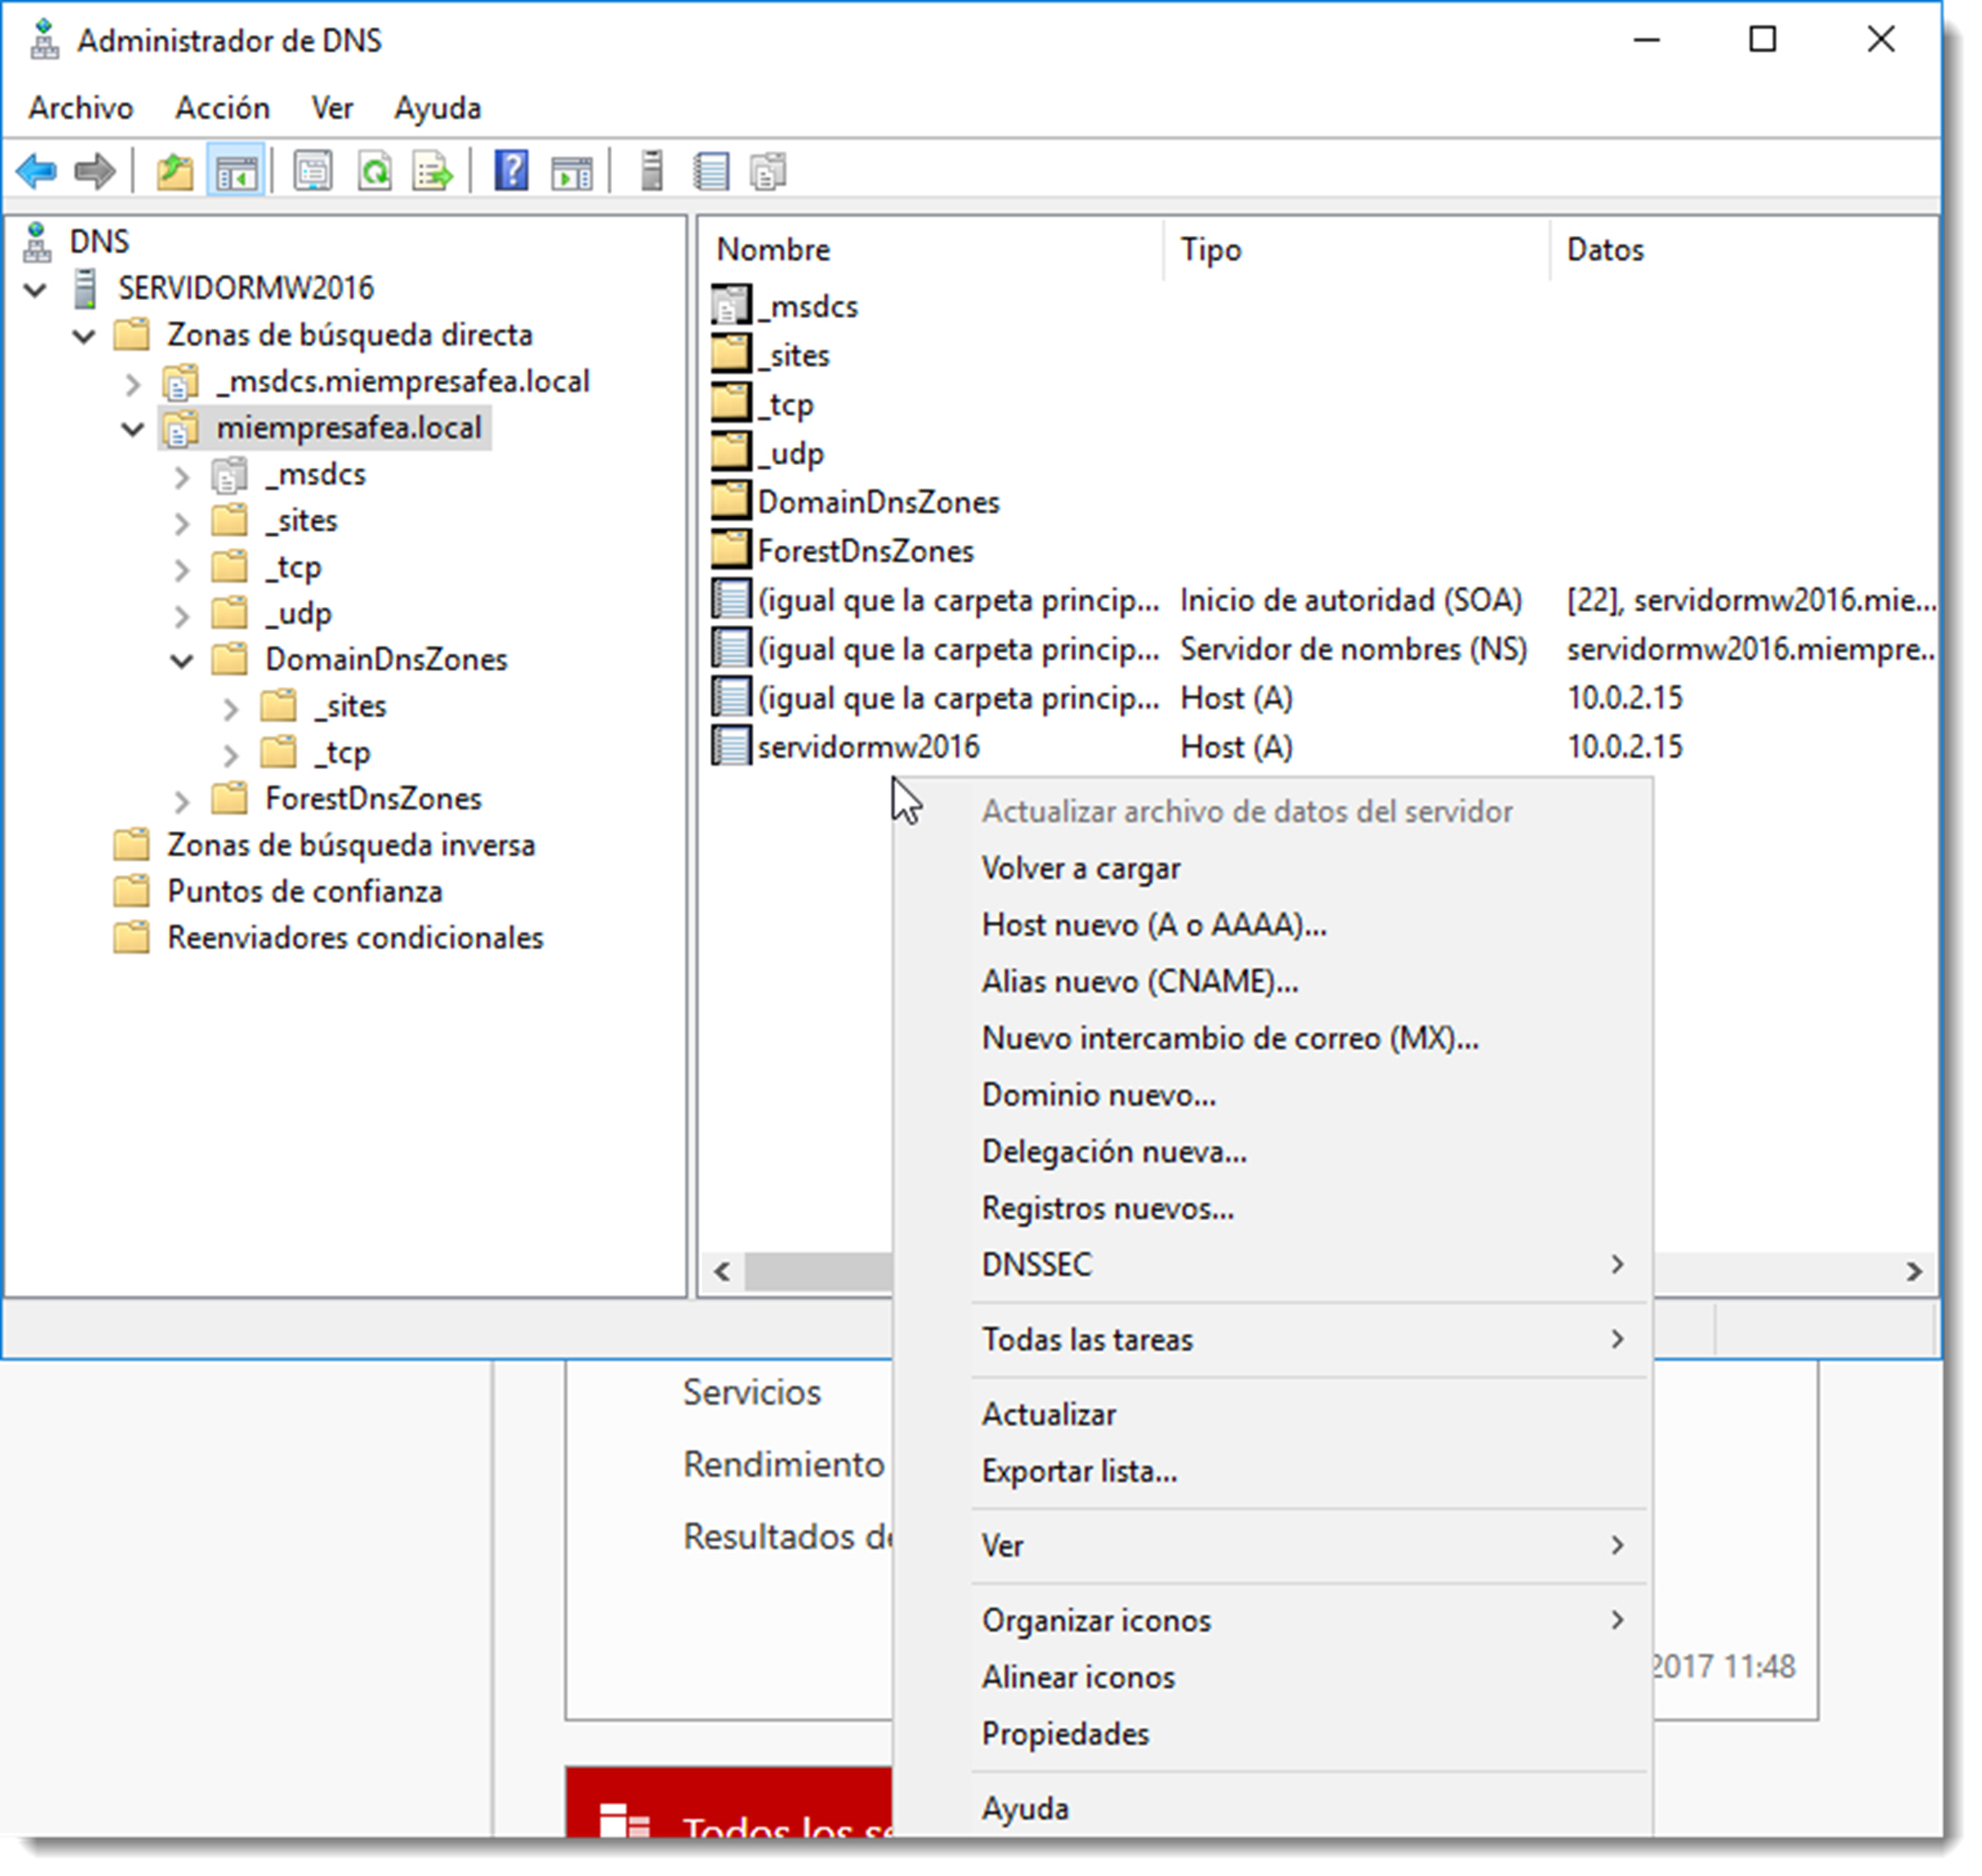 Administrador de DNS
Archivo Acción Ver Ayuda
DNS
SERVIDORMW2016
Zonas de búsqueda directa
_msdcs.miempresafea.local
miempresafea.local
_msdcs
_sites
_tcp
_udp
DomainDnsZones
_sites
_tcp
ForestDnsZones
Zonas de búsqueda inversa
Puntos de confianza
Reenviadores condicionales
Nombre Tipo Datos
_msdcs
_sites
_tcp
_udp
DomainDnsZones
ForestDnsZones
(igual que la carpeta princip... Inicio de autoridad (SOA) [22], servidormw2016.mie...
(igual que la carpeta princip... Servidor de nombres (NS) servidormw2016.miempre..
(igual que la carpeta princip... Host (A) 10.0.2.15
servidormw2016 Host (A) 10.0.2.15
Actualizar archivo de datos del servidor
Volver a cargar
Host nuevo (A o AAAA)...
Alias nuevo (CNAME)...
Nuevo intercambio de correo (MX)...
Dominio nuevo...
Delegación nueva...
Registros nuevos...
DNSSEC
Todas las tareas
Actualizar
Exportar lista...
Ver
Organizar iconos
Alinear iconos
Propiedades
Ayuda
Servicios
Rendimiento
Resultados
2017 11:48
Todos los